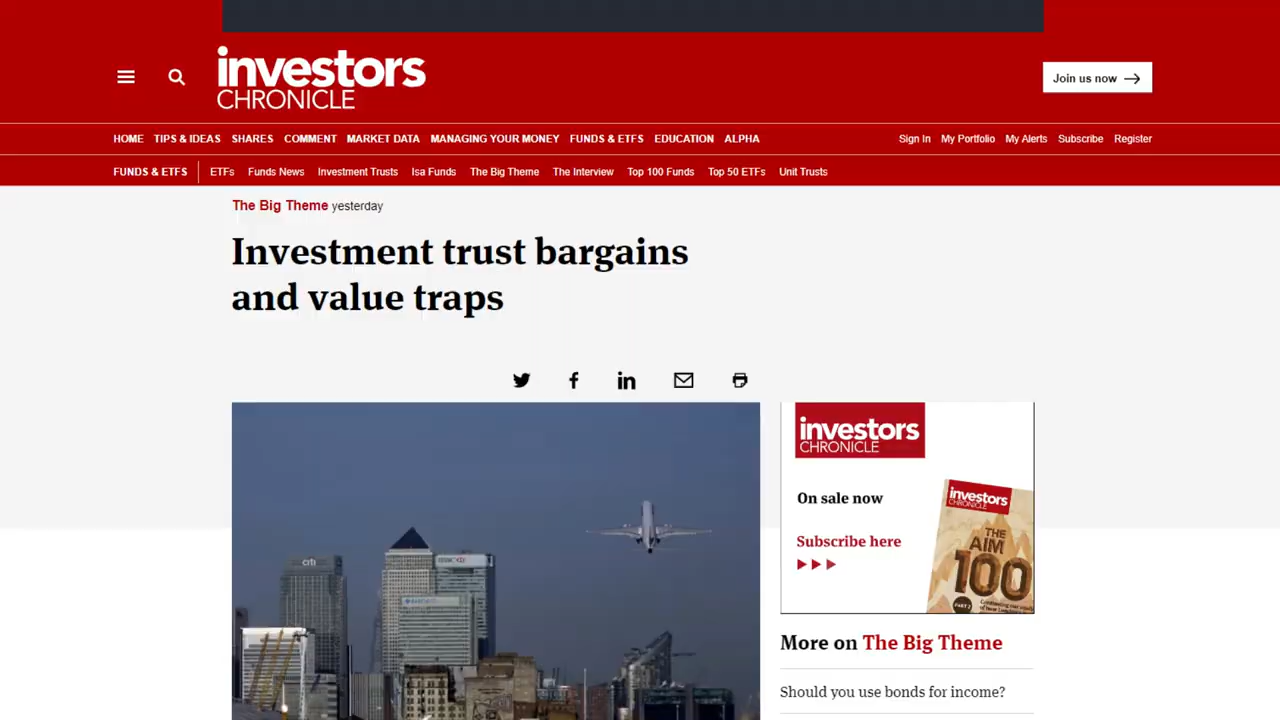 investors
CHRONICLE
Join us now
HOME TIPS & IDEAS SHARES COMMENT MARKET DATA MANAGING YOUR MONEY FUNDS & ETFS EDUCATION ALPHA
Sign In My Portfolio My Alerts Subscribe Register
FUNDS & ETFS ETFs Funds News Investment Trusts Isa Funds The Big Theme The Interview Top 100 Funds Top 50 ETFs Unit Trusts
The Big Theme yesterday
Investment trust bargains
and value traps
citi
investors
CHRONICLE
On sale now
Subscribe here
investors
CHRONICLE
THE
AIM
100
More on The Big Theme
Should you use bonds for income?